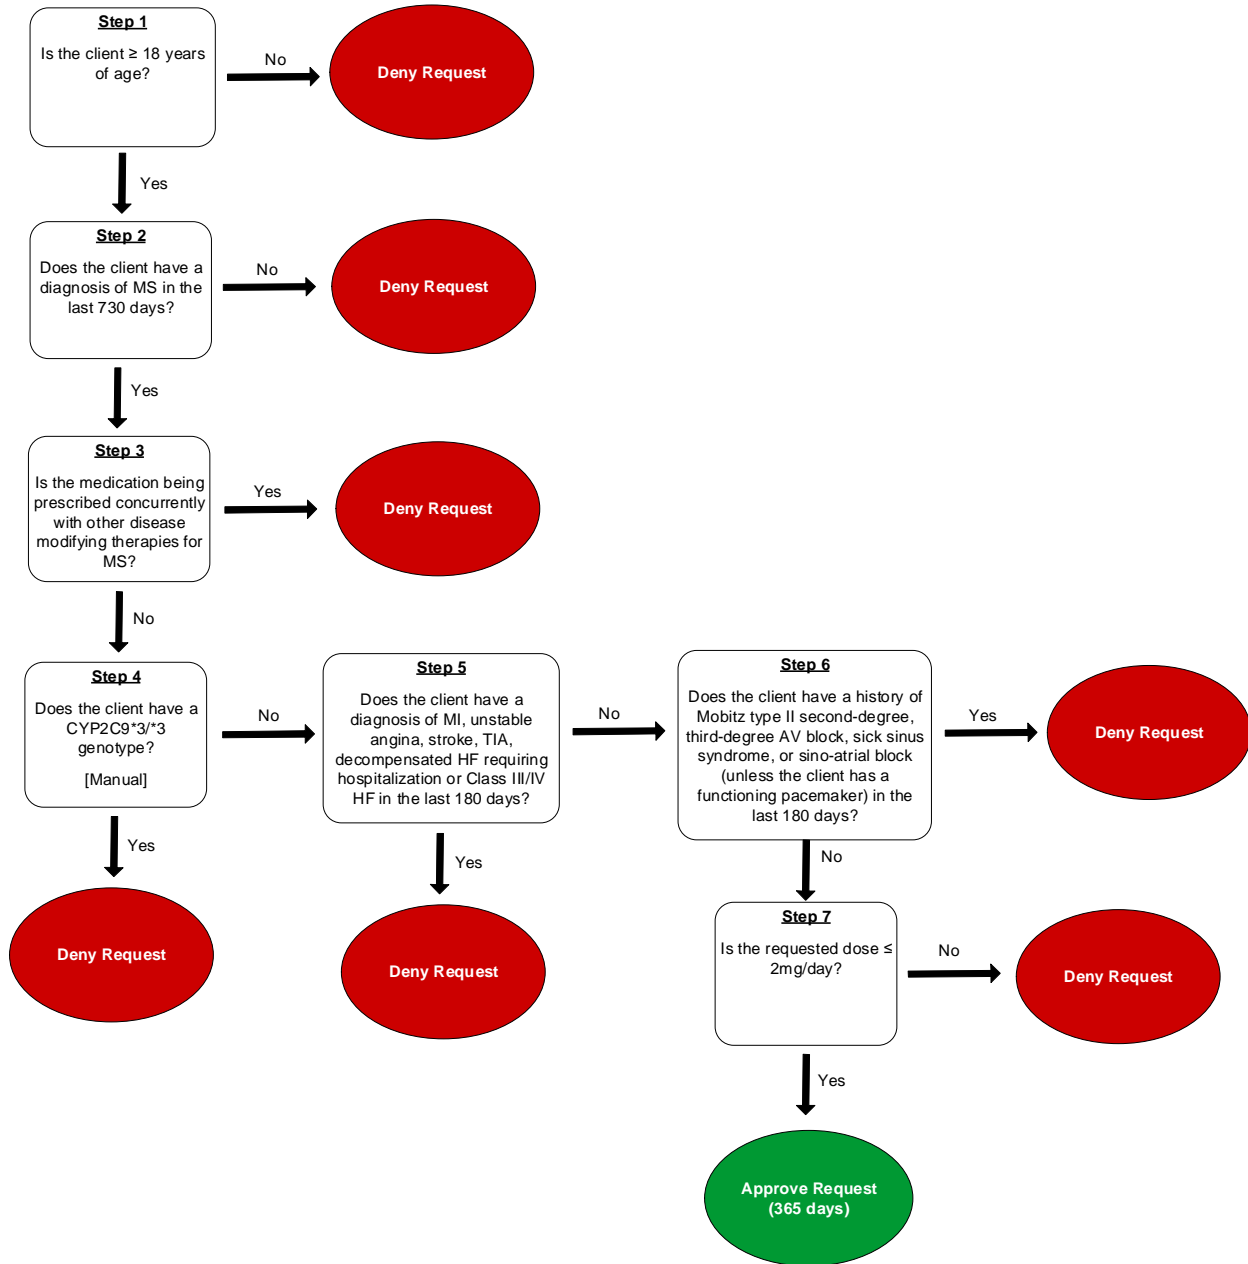 Step 1
Is the client ≥ 18 years
of age?
No
Deny Request
Yes
Step 2
Does the client have a
diagnosis of MS in the
last 730 days?
No
Deny Request
Yes
Step 3
Is the medication being
prescribed concurrently
with other disease
modifying therapies for
MS?
Yes
Deny Request
No
Step 4
Does the client have a
CYP2C9*3/*3
genotype?
[Manual]
No
Yes
Deny Request
Step 5
Does the client have a
diagnosis of MI, unstable
angina, stroke, TIA,
decompensated HF requiring
hospitalization or Class III/IV
HF in the last 180 days?
No
Yes
Deny Request
Step 6
Does the client have a history of
Mobitz type II second-degree,
third-degree AV block, sick sinus
syndrome, or sino-atrial block
(unless the client has a
functioning pacemaker) in the
last 180 days?
Yes
Deny Request
No
Step 7
Is the requested dose ≤
2mg/day?
No
Deny Request
Yes
Approve Request
(365 days)